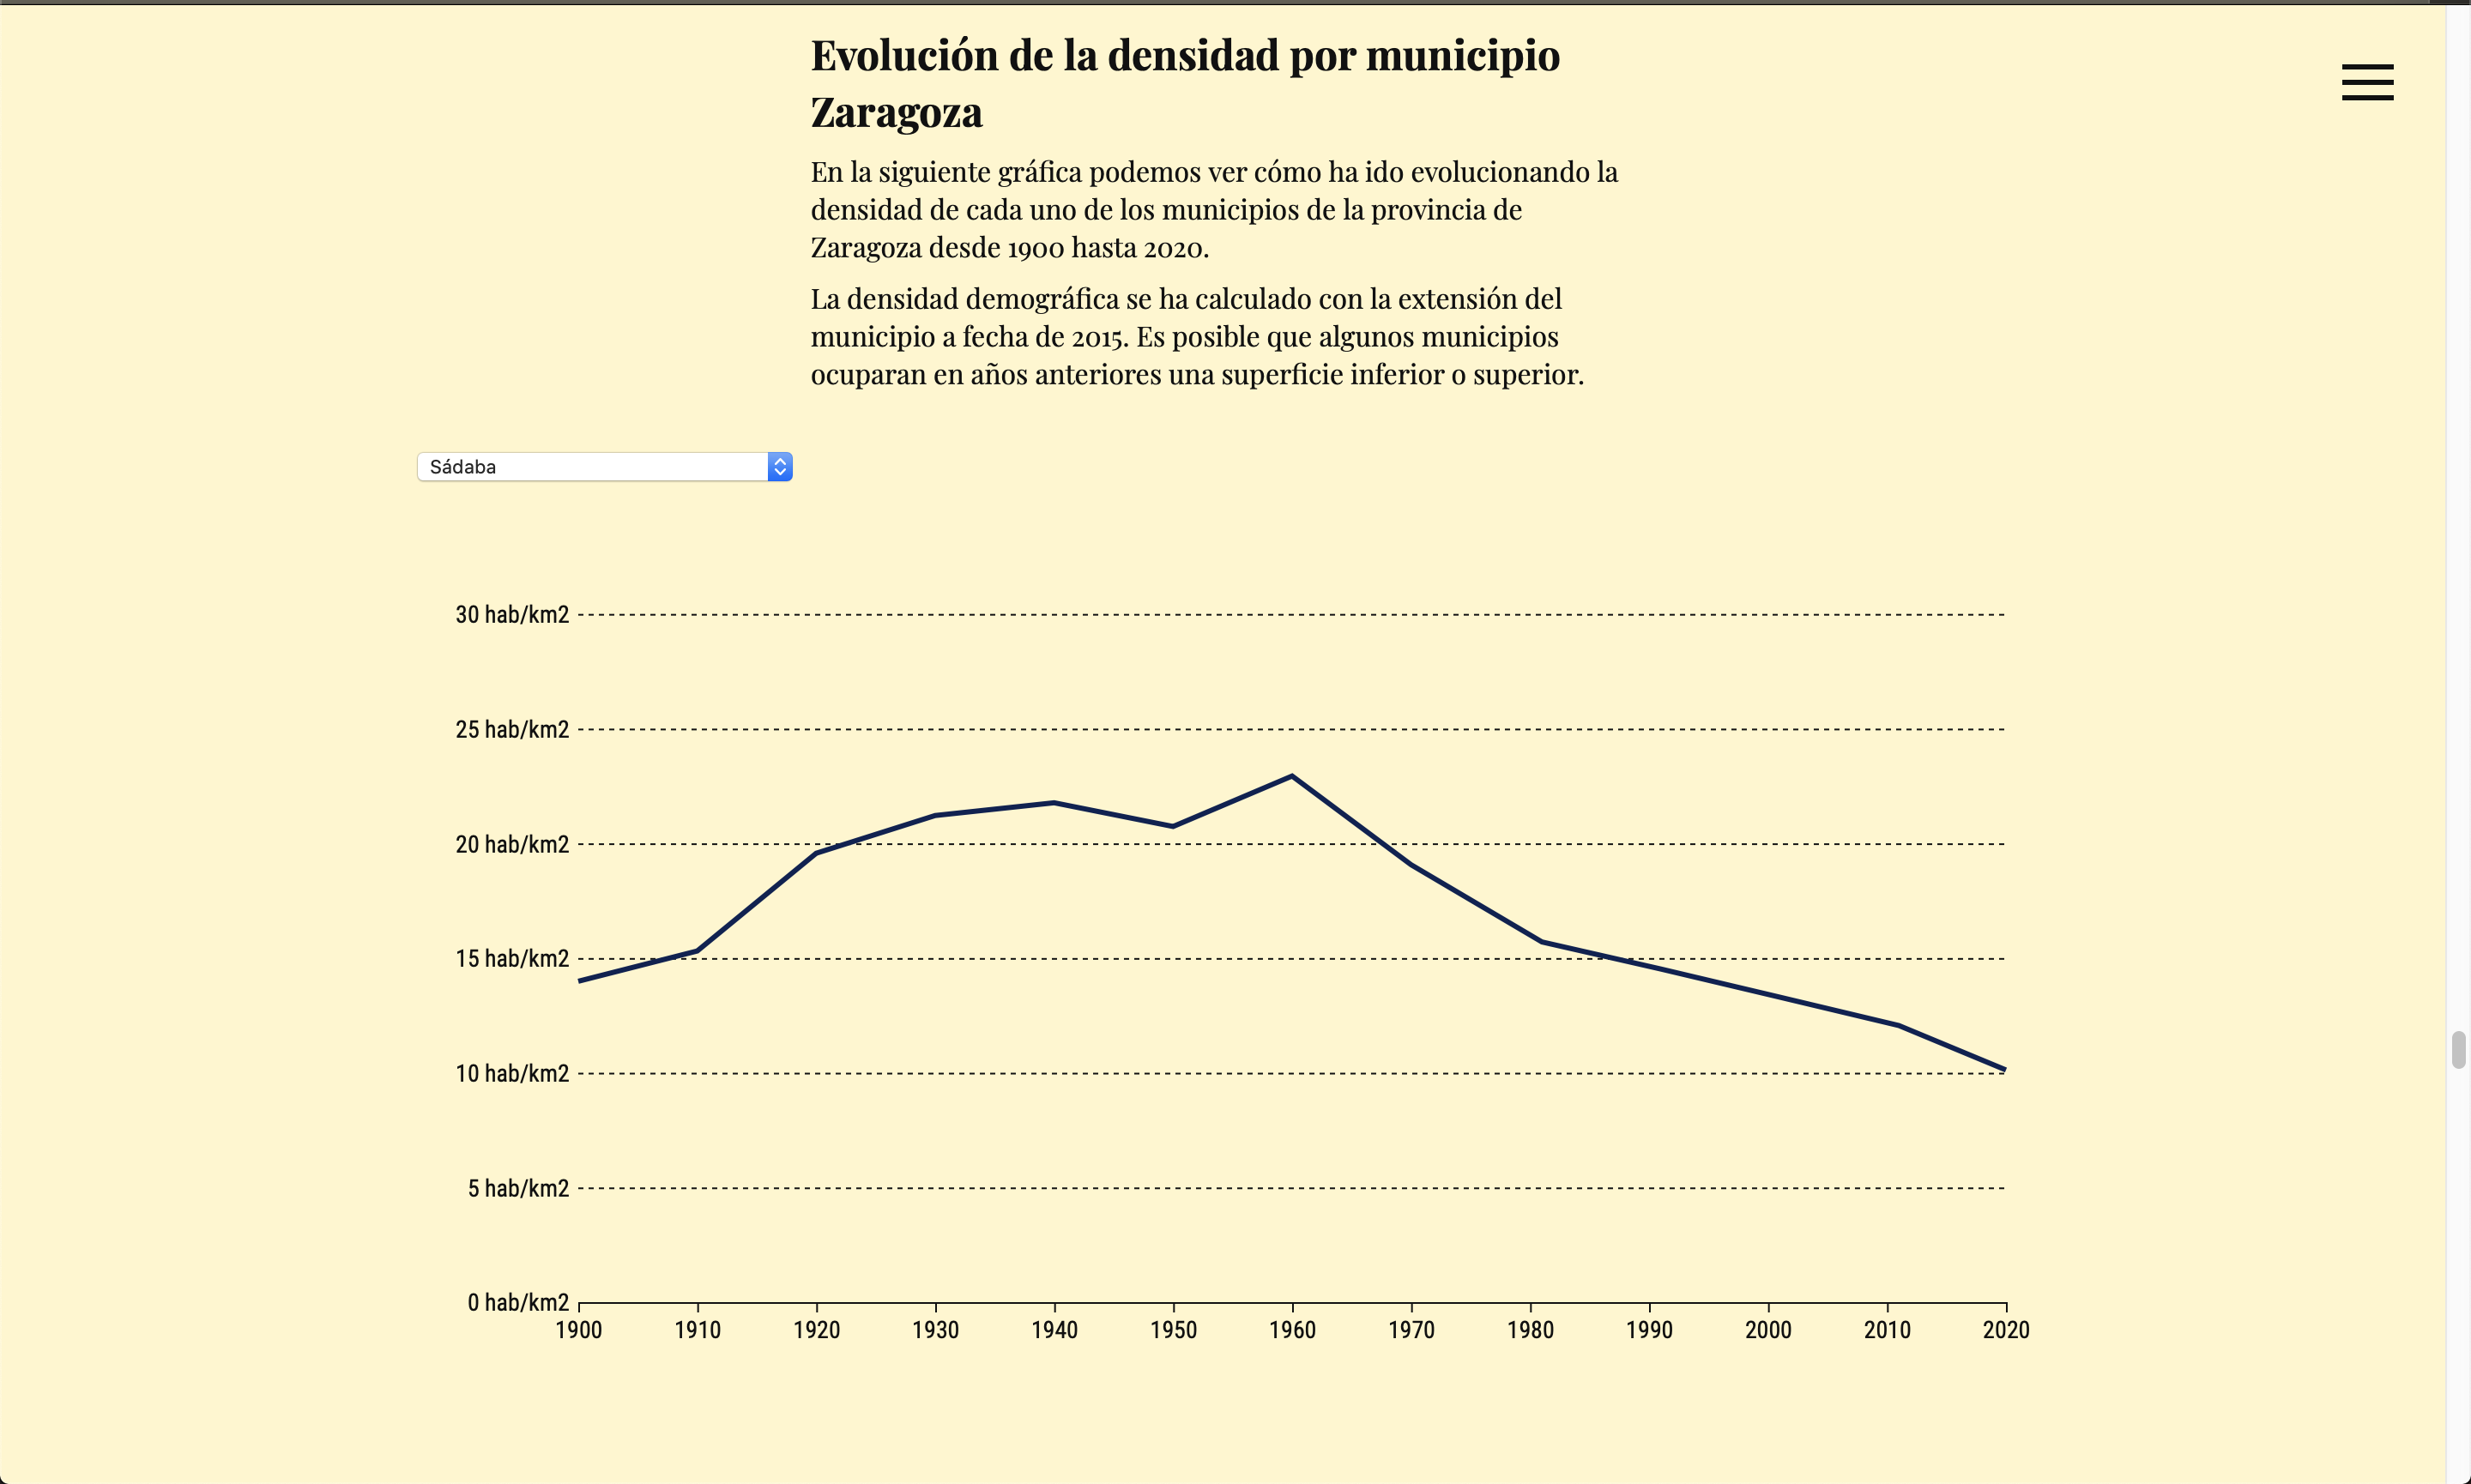 Evolución de la densidad por municipio
Zaragoza
En la siguiente gráfica podemos ver cómo ha ido evolucionando la
densidad de cada uno de los municipios de la provincia de
Zaragoza desde 1900 hasta 2020.
La densidad demográfica se ha calculado con la extensión del
municipio a fecha de 2015. Es posible que algunos municipios
ocuparan en años anteriores una superficie inferior o superior.
Sádaba
30 hab/km2
25 hab/km2
20 hab/km2
15 hab/km2
10 hab/km2
5 hab/km2
0 hab/km2
1900 1910 1920 1930 1940 1950 1960 1970 1980 1990 2000 2010 2020